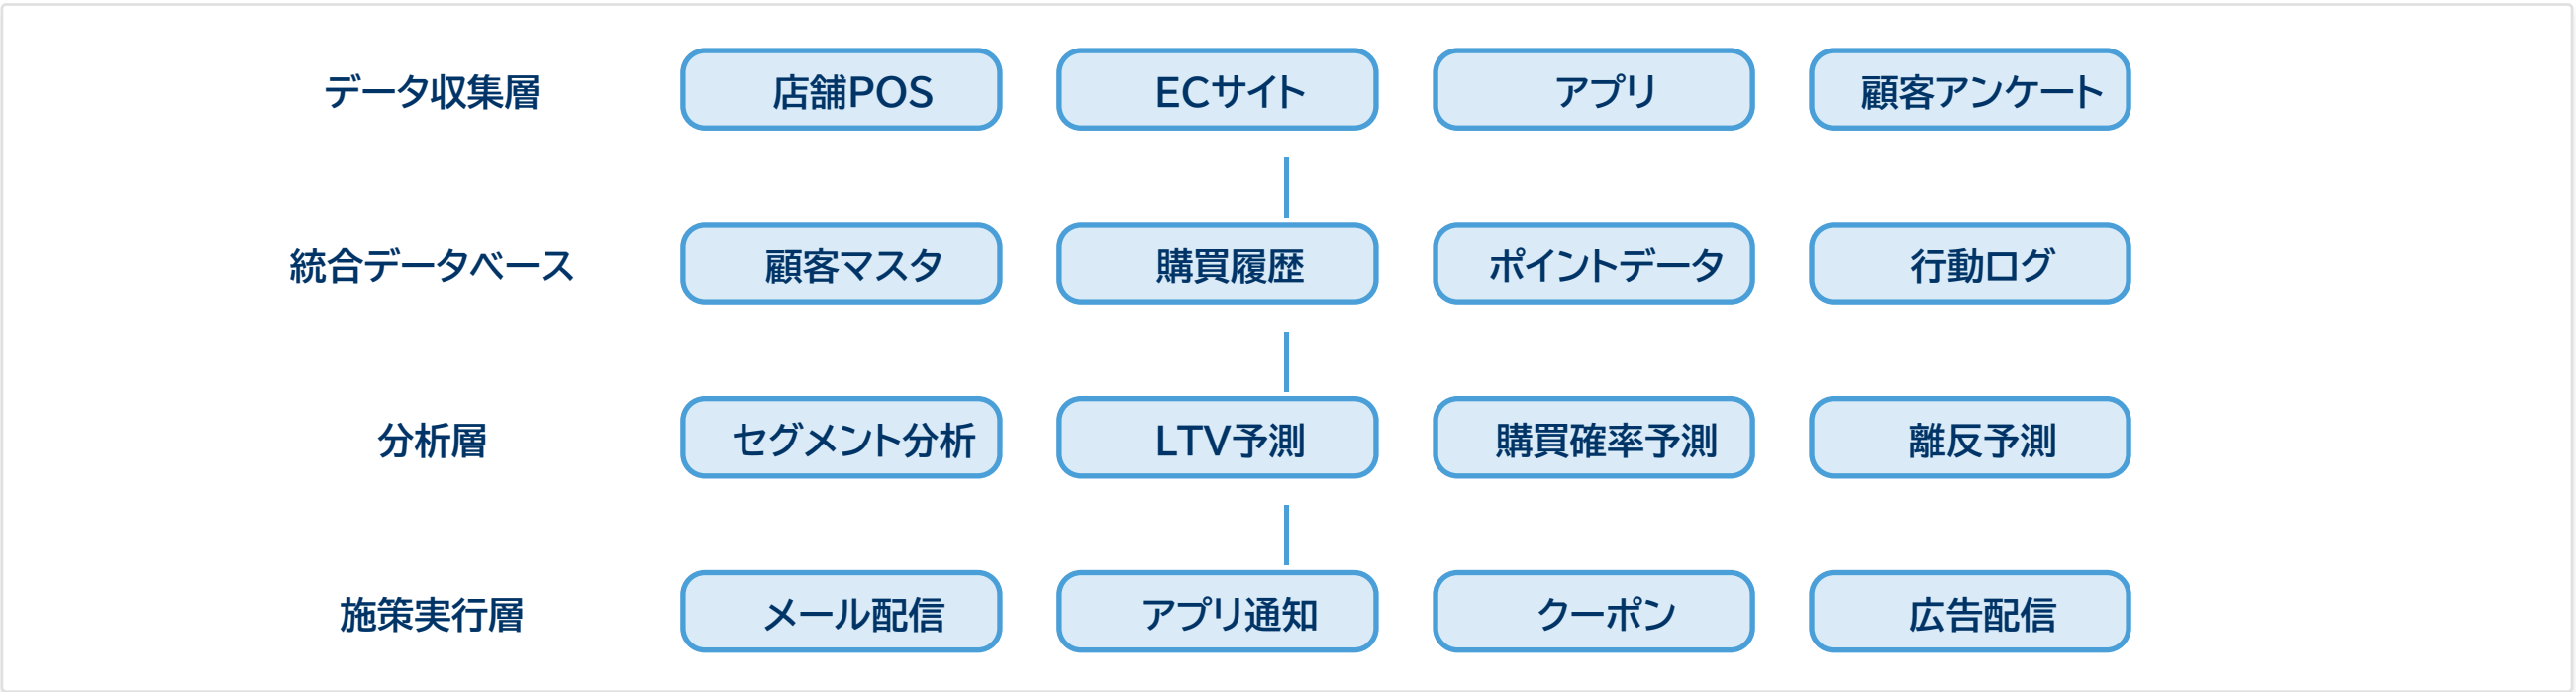 データ収集層 店舗POS ECサイト アプリ 顧客アンケート
統合データベース 顧客マスタ 購買履歴 ポイントデータ 行動ログ
分析層 セグメント分析 LTV予測 購買確率予測 離反予測
施策実行層 メール配信 アプリ通知 クーポン 広告配信